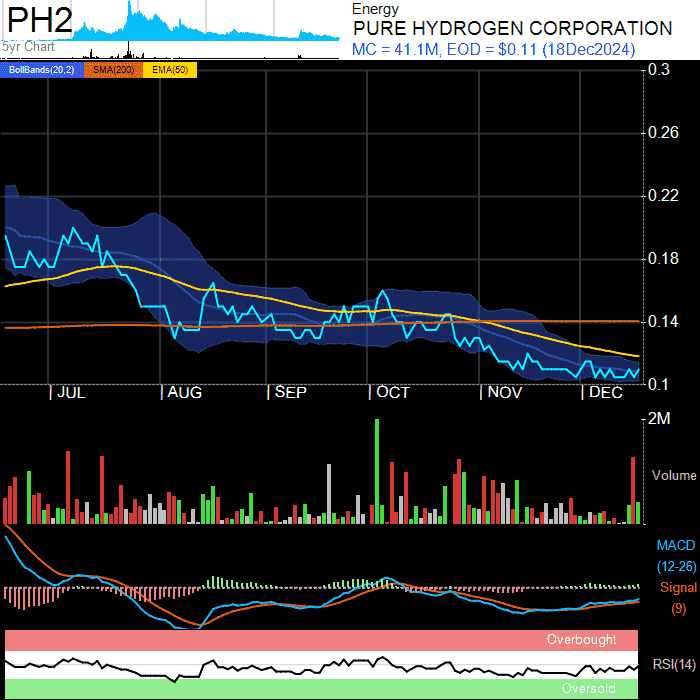 PH2
5yr Chart
Energy
PURE HYDROGEN CORPORATION
MC = 41.1M, EOD = $0.11 (18Dec2024)
BollBands(20,2) SMA(200) EMA(50)
0.3
0.26
0.22
0.18
0.14
0.1
JUL AUG SEP OCT NOV DEC
2M
Volume
MACD
(12-26)
Signal
(9)
Overbought
RSI(14)
Oversold